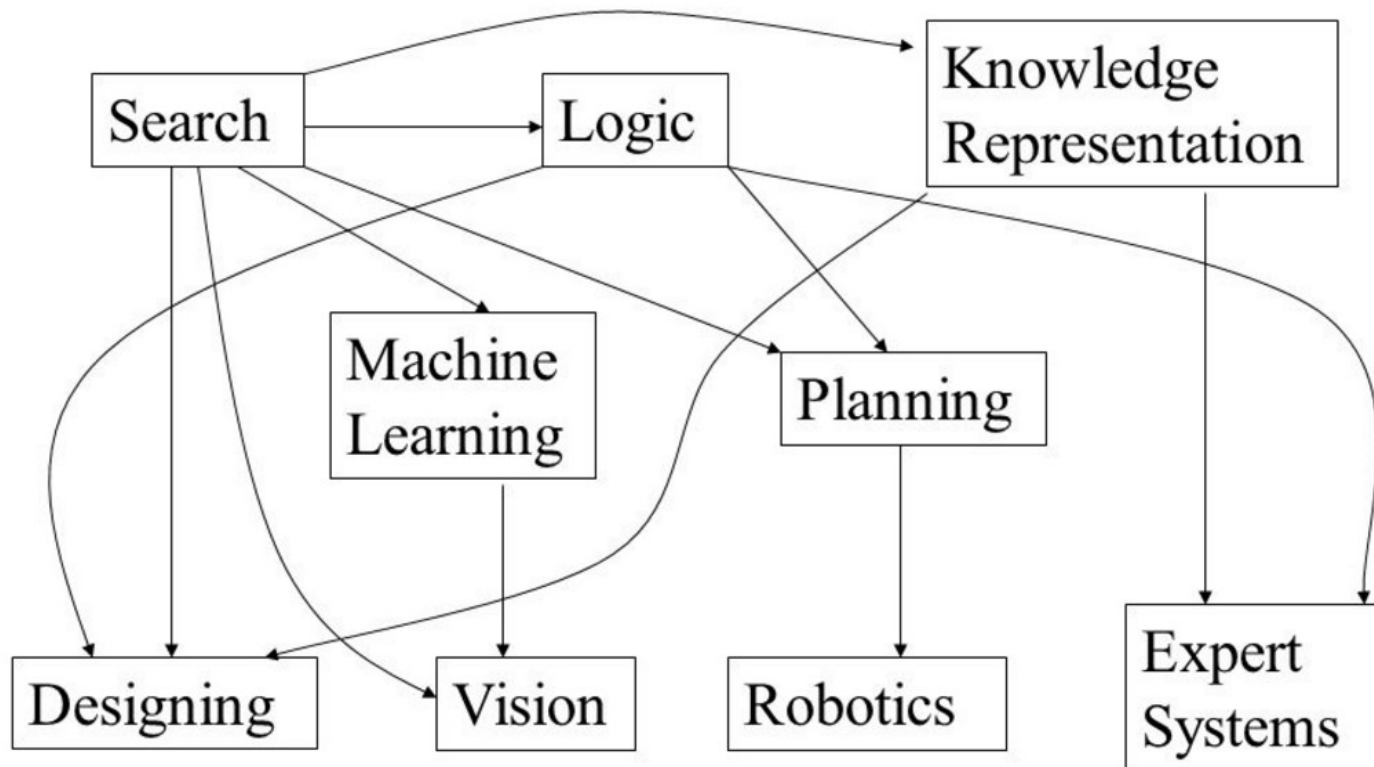 Search
Logic
Knowledge
Representation
Machine
Learning
Planning
Designing
Vision
Robotics
Expert
Systems